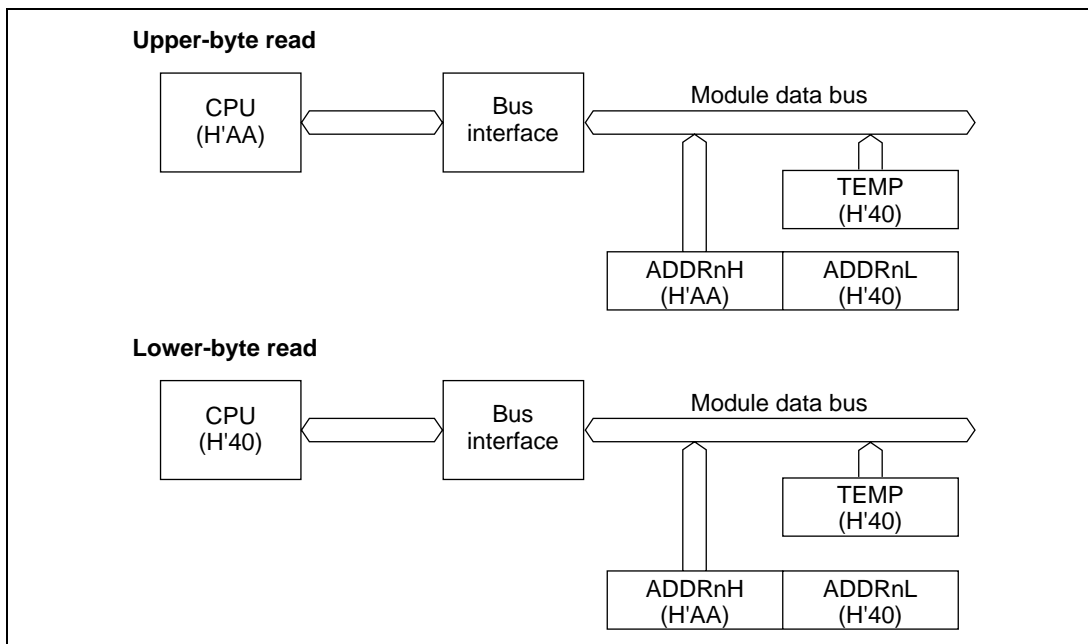 Upper-byte read
CPU
(H'AA)
Bus
interface
Module data bus
TEMP
(H'40)
ADDRnH
(H'AA)
ADDRnL
(H'40)
Lower-byte read
CPU
(H'40)
Bus
interface
Module data bus
TEMP
(H'40)
ADDRnH
(H'AA)
ADDRnL
(H'40)